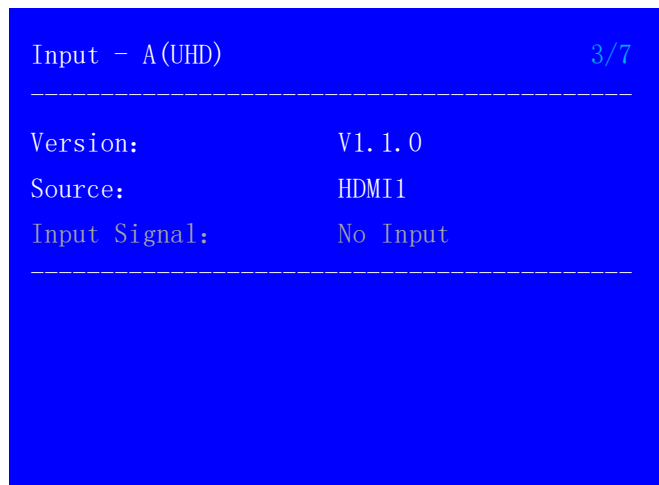 Input - A(UHD) 3/7
Version: V1.1.0
Source: HDMI1
Input Signal: No Input